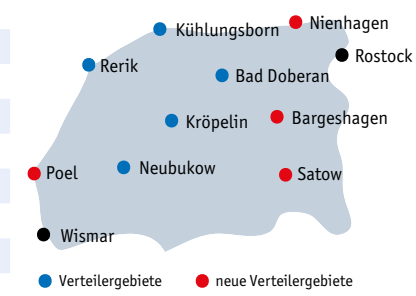 Nienhagen
Kühlungsborn
Rostock
Rerik
Bad Doberan
Kröpelin
Bargeshagen
Neubukow
Poel
Satow
Wismar
Verteilergebiete
neue Verteilergebiete